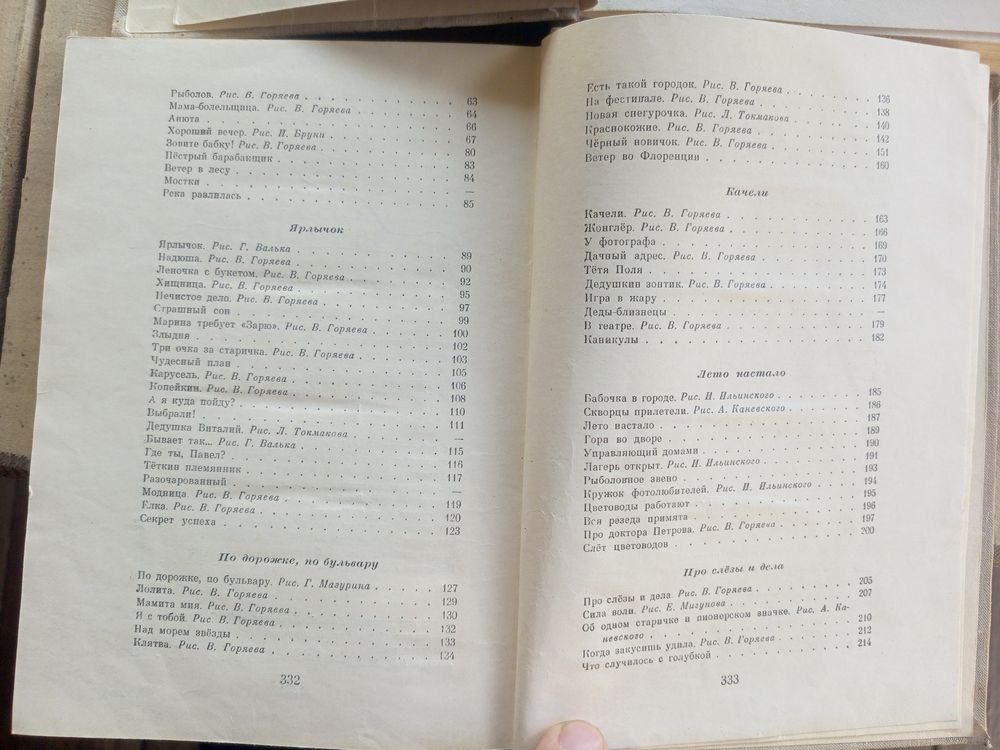 Рыболов. Рис. В. Горяева . . . 63
Мама-болельщица. Рис. В. Горяева . . . 64
Анюта . . . 66
Хороший вечер. Рис. И. Бруни . . . 67
Зовите бабку! Рис. В. Горяева . . . 80
Пёстрый барабанщик . . . 83
Ветер в лесу . . . 84
Мостки . . .
Река разлилась . . . 85
Ярлычок
Ярлычок. Рис. Г. Валька . . . 89
Надюша. Рис. В. Горяева . . . 90
Леночка с букетом. Рис. В. Горяева . . . 92
Хищница. Рис. В. Горяева . . . 95
Нечистое дело. Рис. В. Горяева . . . 97
Страшный сон . . . 99
Марина требует «Зарю». Рис. В. Горяева . . . 100
Злыдня . . . 102
Три очка за старичка. Рис. В. Горяева . . . 103
Чудесный план . . . 105
Карусель. Рис. В. Горяева . . . 106
Копейкин. Рис. В. Горяева . . . 108
А я куда пойду? . . . 110
Выбрали! . . . 111
Дедушка Виталий. Рис. Л. Токмакова . . . —
Бывает так... Рис. Г. Валька . . . 115
Где ты, Павел? . . . 116
Тёткин племянник . . . 117
Разочарованный . . . —
Модница. Рис. В. Горяева . . . 119
Елка. Рис. В. Горяева . . . 120
Секрет успеха . . . 123
По дорожке, по бульвару
По дорожке, по бульвару. Рис. Г. Мазурина . . . 127
Лолита. Рис. В. Горяева . . . 129
Мамита мия. Рис. В. Горяева . . . 130
Я с тобой. Рис. В. Горяева . . . 132
Над морем звёзды . . . 133
Клятва. Рис. В. Горяева . . . 134
332
Есть такой городок. Рис. В. Горяева . . . 136
На фестивале. Рис. В. Горяева . . . 138
Новая снегурочка. Рис. Л. Токмакова . . . 140
Краснокожие. Рис. В. Горяева . . . 142
Чёрный новичок. Рис. В. Горяева . . . 151
Ветер во Флоренции . . . 160
Качели
Качели. Рис. В. Горяева . . . 163
Жонглёр. Рис. В. Горяева . . . 166
У фотографа . . . 169
Дачный адрес. Рис. В. Горяева . . . 170
Тётя Поля . . . 173
Дедушкин зонтик. Рис. В. Горяева . . . 174
Игра в жару . . . 177
Деды-близнецы . . . —
В театре. Рис. В. Горяева . . . 179
Каникулы . . . 182
Лето настало
Бабочка в городе. Рис. И. Ильинского . . . 185
Скворцы прилетели. Рис. А. Каневского . . . 186
Лето настало . . . 187
Горн во дворе . . . 189
Управляющий домами . . . 190
Лагерь открыт. Рис. И. Ильинского . . . 191
Рыболовное звено . . . 193
Кружок фотолюбителей. Рис. И. Ильинского . . . 194
Цветоводы работают . . . 195
Вся резеда примята . . . 196
Про доктора Петрова. Рис. В. Горяева . . . 197
Слёт цветоводов . . . 200
Про слёзы и дела
Про слёзы и дела. Рис. В. Горяева . . . 205
Сила воли. Рис. Е. Мигунова . . . 207
Об одном старичке и пионерском значке. Рис. А. Ка-
невского . . . 210
Когда закусишь удила. Рис. В. Горяева . . . 212
Что случилось с голубкой . . . 214
333